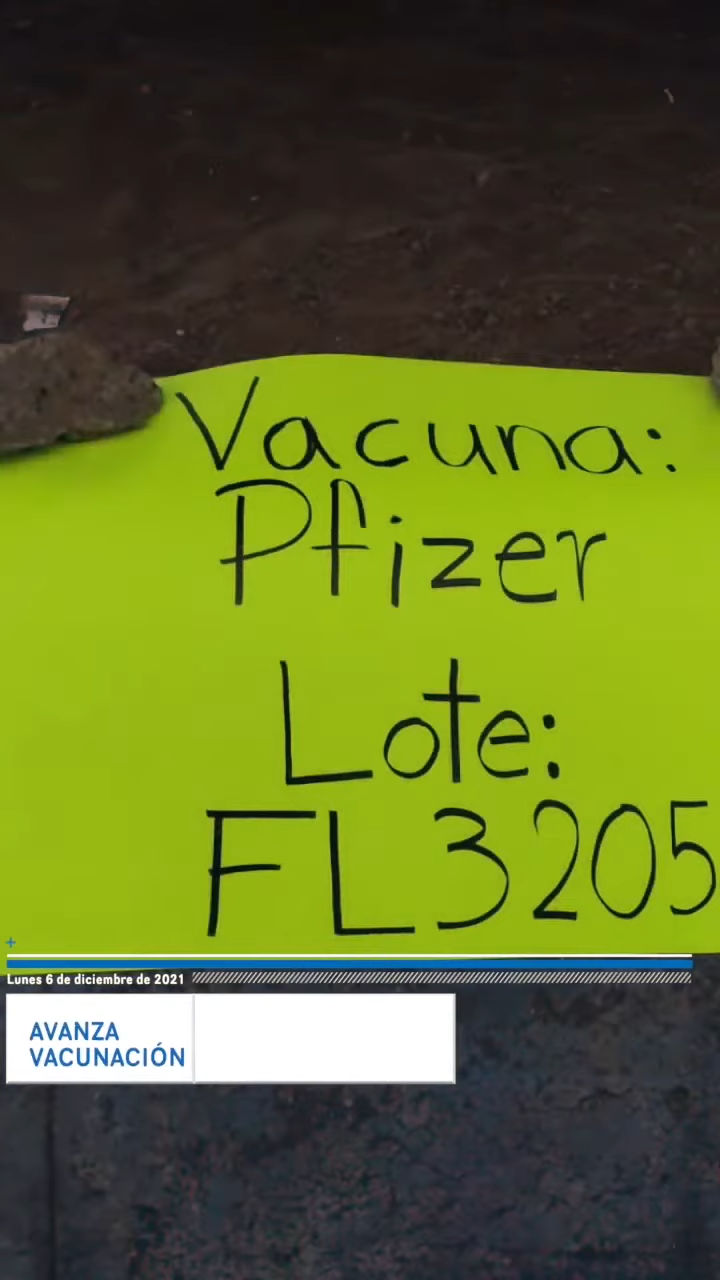 Vacuna:
Pfizer
Lote:
FL3205
Lunes 6 de diciembre de 2021
AVANZA
VACUNACIÓN